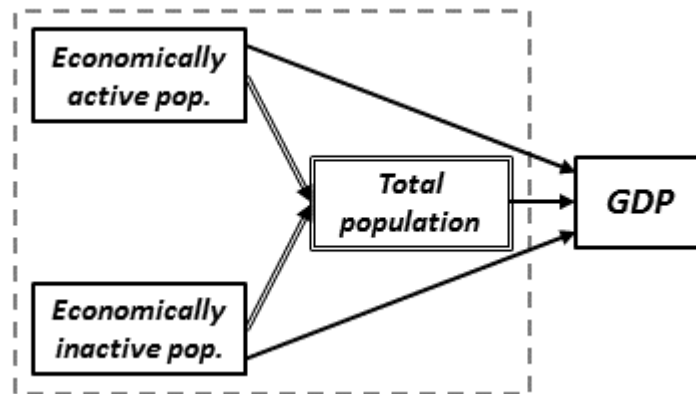 Economically
active pop.
Total
population
GDP
Economically
inactive pop.